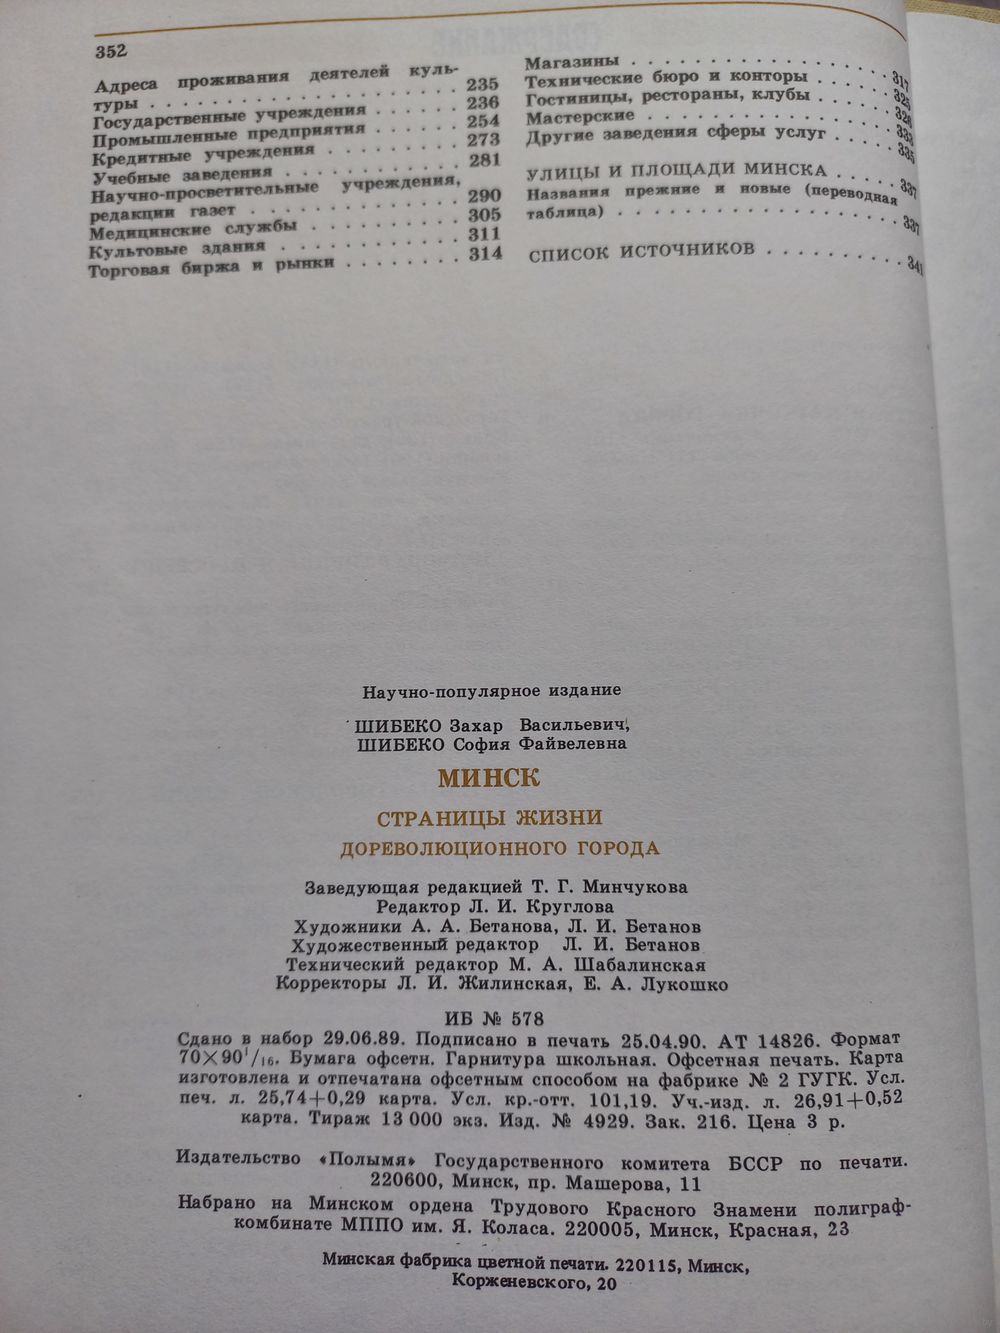 352
Адреса проживания деятелей куль-
туры . . . . . . . . . . . . . . . . . 235
Государственные учреждения . . . . . 236
Промышленные предприятия . . . . . 254
Кредитные учреждения . . . . . . . . 273
Учебные заведения . . . . . . . . . . 281
Научно-просветительные учреждения,
редакции газет . . . . . . . . . . . . 290
Медицинские службы . . . . . . . . . 305
Культовые здания . . . . . . . . . . . 311
Торговая биржа и рынки . . . . . . . . 314
Магазины . . . . . . . . . . . . . . . . 317
Технические бюро и конторы . . . . . .
Гостиницы, рестораны, клубы . . . . . .
Мастерские . . . . . . . . . . . . . . . 333
Другие заведения сферы услуг . . . . . 335
УЛИЦЫ И ПЛОЩАДИ МИНСКА . . . . . 337
Названия прежние и новые (переводная
таблица) . . . . . . . . . . . . . . . . . 337
СПИСОК ИСТОЧНИКОВ . . . . . . . . . 341
Научно-популярное издание
ШИБЕКО Захар Васильевич,
ШИБЕКО София Файвелевна
МИНСК
СТРАНИЦЫ ЖИЗНИ
ДОРЕВОЛЮЦИОННОГО ГОРОДА
Заведующая редакцией Т. Г. Минчукова
Редактор Л. И. Круглова
Художники А. А. Бетанова, Л. И. Бетанов
Художественный редактор Л. И. Бетанов
Технический редактор М. А. Шабалинская
Корректоры Л. И. Жилинская, Е. А. Лукошко
ИБ № 578
Сдано в набор 29.06.89. Подписано в печать 25.04.90. АТ 14826. Формат
70×90¹/₁₆. Бумага офсетн. Гарнитура школьная. Офсетная печать. Карта
изготовлена и отпечатана офсетным способом на фабрике № 2 ГУГК. Усл.
печ. л. 25,74+0,29 карта. Усл. кр.-отт. 101,19. Уч.-изд. л. 26,91+0,52
карта. Тираж 13 000 экз. Изд. № 4929. Зак. 216. Цена 3 р.
Издательство «Полымя» Государственного комитета БССР по печати.
220600, Минск, пр. Машерова, 11
Набрано на Минском ордена Трудового Красного Знамени полиграф-
комбинате МППО им. Я. Коласа. 220005, Минск, Красная, 23
Минская фабрика цветной печати. 220115, Минск,
Корженевского, 20